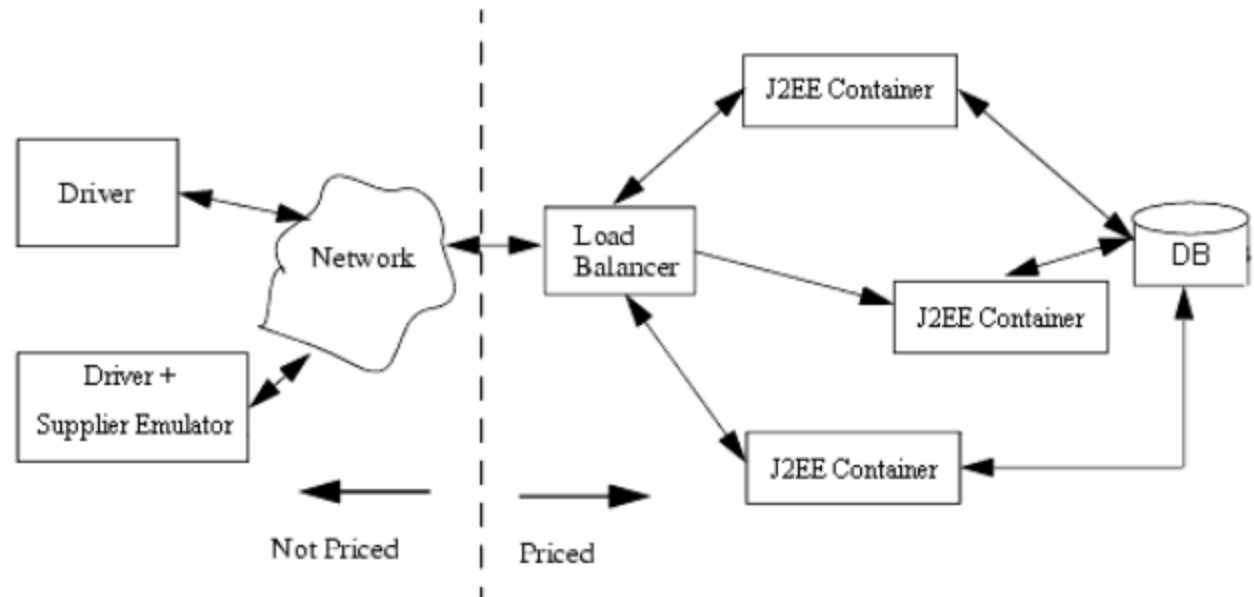 Driver
Network
Driver +
Supplier Emulator
Not Priced
Priced
Load
Balancer
J2EE Container
J2EE Container
J2EE Container
DB